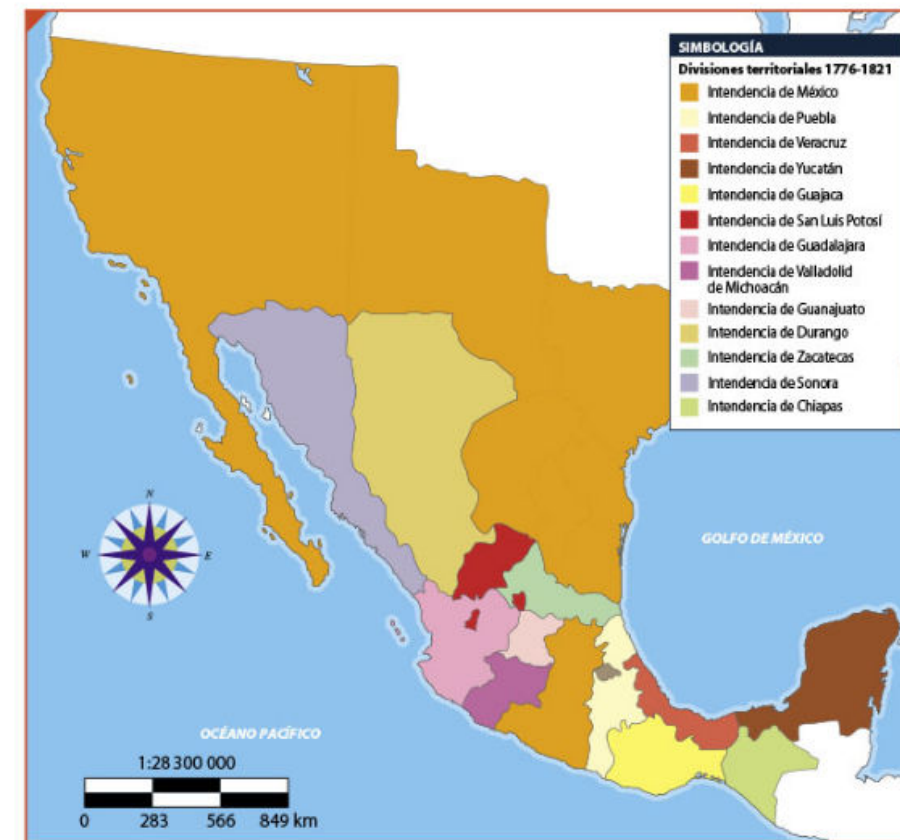 SIMBOLOGÍA
Divisiones territoriales 1776-1821
Intendencia de México
Intendencia de Puebla
Intendencia de Veracruz
Intendencia de Yucatán
Intendencia de Guajaca
Intendencia de San Luis Potosí
Intendencia de Guadalajara
Intendencia de Valladolid
de Michoacán
Intendencia de Guanajuato
Intendencia de Durango
Intendencia de Zacatecas
Intendencia de Sonora
Intendencia de Chiapas
N
W
E
S
GOLFO DE MÉXICO
OCÉANO PACÍFICO
1:28 300 000
0 283 566 849 km